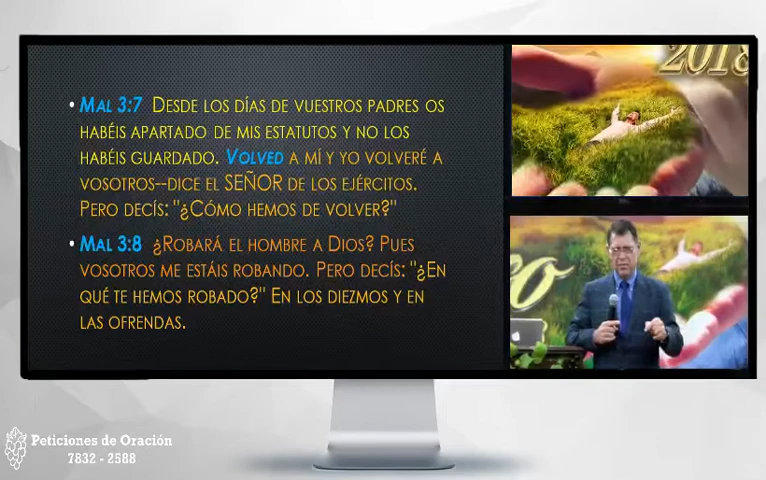 2018
• Mal 3:7 Desde los días de vuestros padres os
habéis apartado de mis estatutos y no los
habéis guardado. Volved a mí y yo volveré a
vosotros--dice el SEÑOR de los ejércitos.
Pero decís: "¿Cómo hemos de volver?"
• Mal 3:8 ¿Robará el hombre a Dios? Pues
vosotros me estáis robando. Pero decís: "¿En
qué te hemos robado?" En los diezmos y en
las ofrendas.
Peticiones de Oración
7832 - 2588